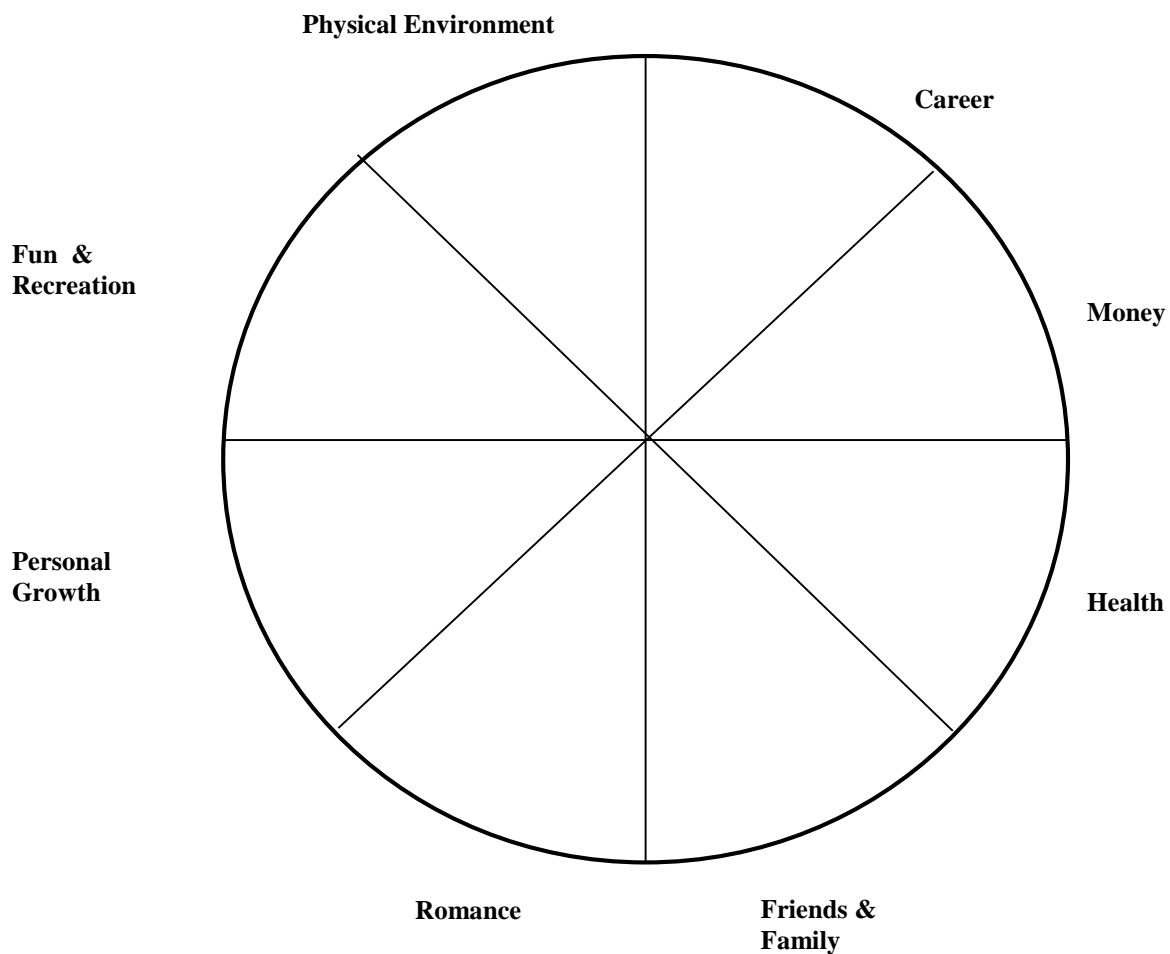 Physical Environment
Career
Fun &
Recreation
Money
Personal
Growth
Health
Romance
Friends &
Family